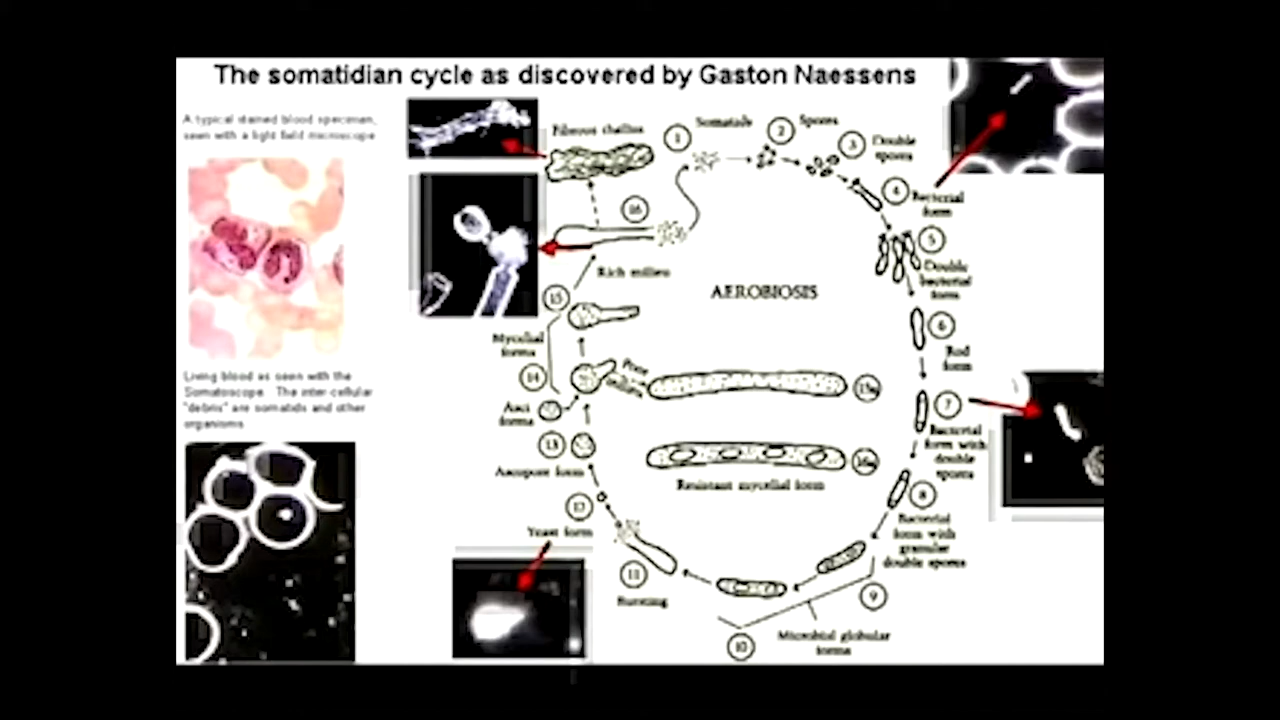 The somatidian cycle as discovered by Gaston Naessens
A typical stained blood specimen,
seen with a light field microscope
Living blood as seen with the
Somatoscope. The inter-cellular
"debris" are somatids and other
organisms
Fibrous thallus
1
Somatids
2
Spores
3
Double
spores
4
Bacterial
form
5
Double
bacterial
form
6
Rod
form
7
Bacterial
form with
double
spores
8
Bacterial
form with
granular
double spores
9
Microbial globular
forms
10
11
Bursting
12
Yeast form
13
Ascospore form
Asci
forms
14
Mycelial
forms
15
16
Rich milieu
AEROBIOSIS
Poor
milieu
15a
16a
Resistant mycelial form